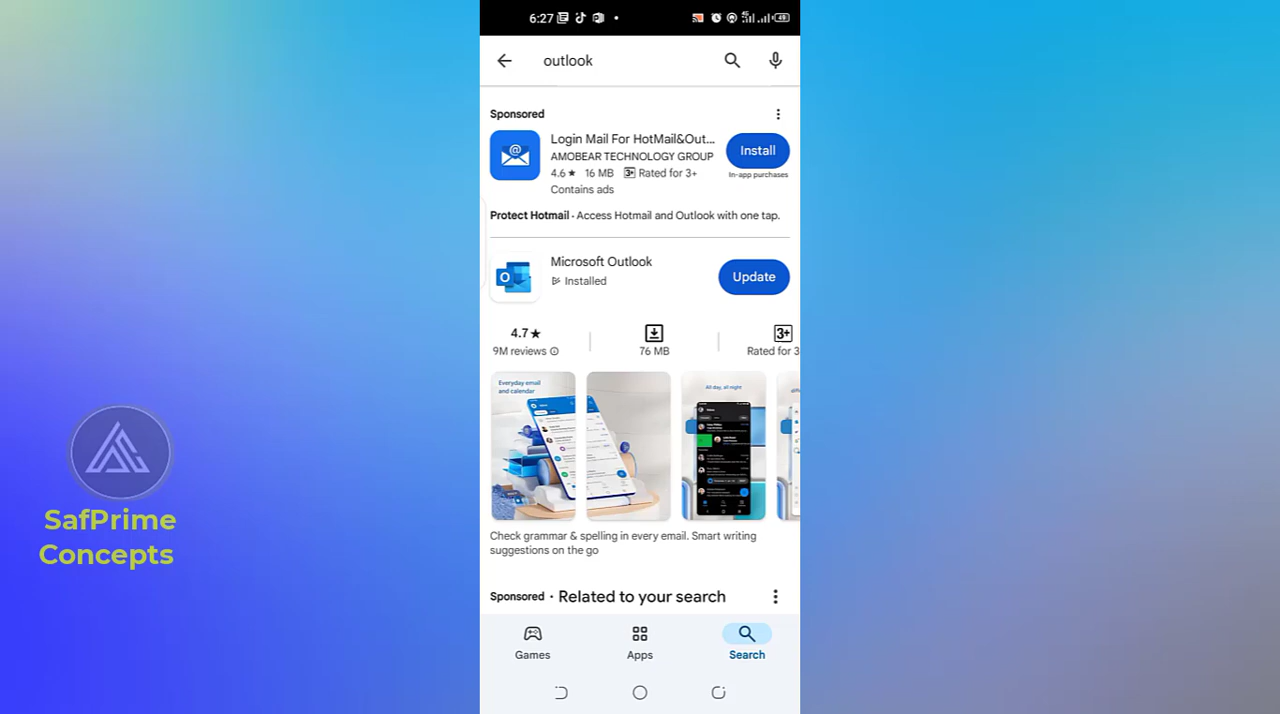 6:27
49
outlook
Sponsored
Login Mail For HotMail&Out...
AMOBEAR TECHNOLOGY GROUP
4.6★ 16 MB 3+ Rated for 3+
Contains ads
Install
In-app purchases
Protect Hotmail - Access Hotmail and Outlook with one tap.
Microsoft Outlook
Installed
Update
4.7★
9M reviews
76 MB
3+
Rated for 3
Everyday email
and calendar
All day, all night
Check grammar & spelling in every email. Smart writing
suggestions on the go
Sponsored · Related to your search
Games
Apps
Search
SafPrime
Concepts